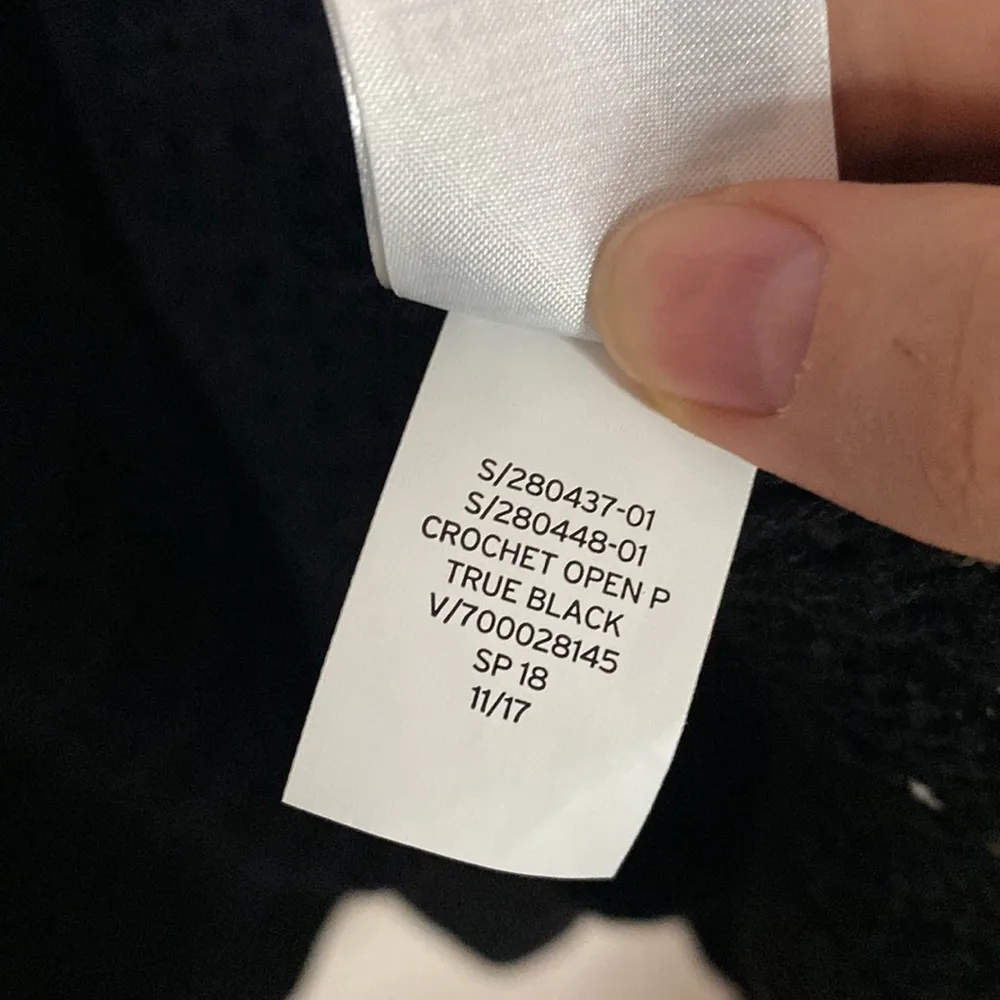 S/280437-01
S/280448-01
CROCHET OPEN P
TRUE BLACK
V/700028145
SP 18
11/17